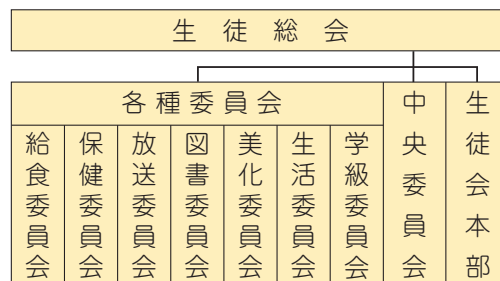 生徒総会
各種委員会
中央委員会
生徒会本部
給食委員会
保健委員会
放送委員会
図書委員会
美化委員会
生活委員会
学級委員会